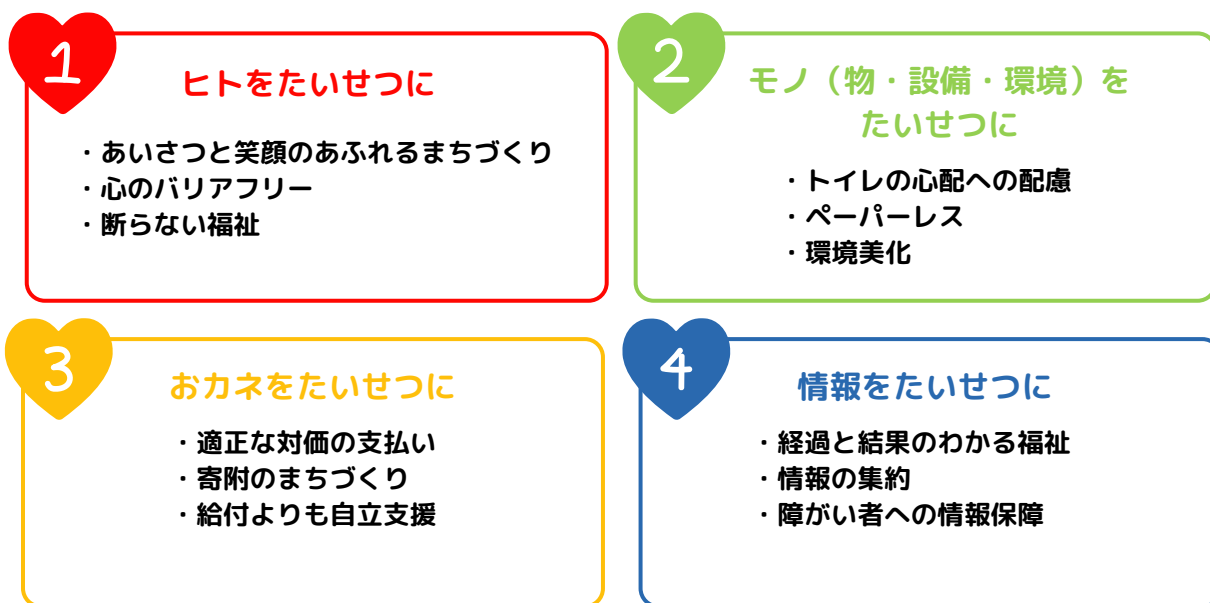 1
ヒトをたいせつに
・あいさつと笑顔のあふれるまちづくり
・心のバリアフリー
・断らない福祉
2
モノ（物・設備・環境）を
たいせつに
・トイレの心配への配慮
・ペーパーレス
・環境美化
3
おカネをたいせつに
・適正な対価の支払い
・寄附のまちづくり
・給付よりも自立支援
4
情報をたいせつに
・経過と結果のわかる福祉
・情報の集約
・障がい者への情報保障